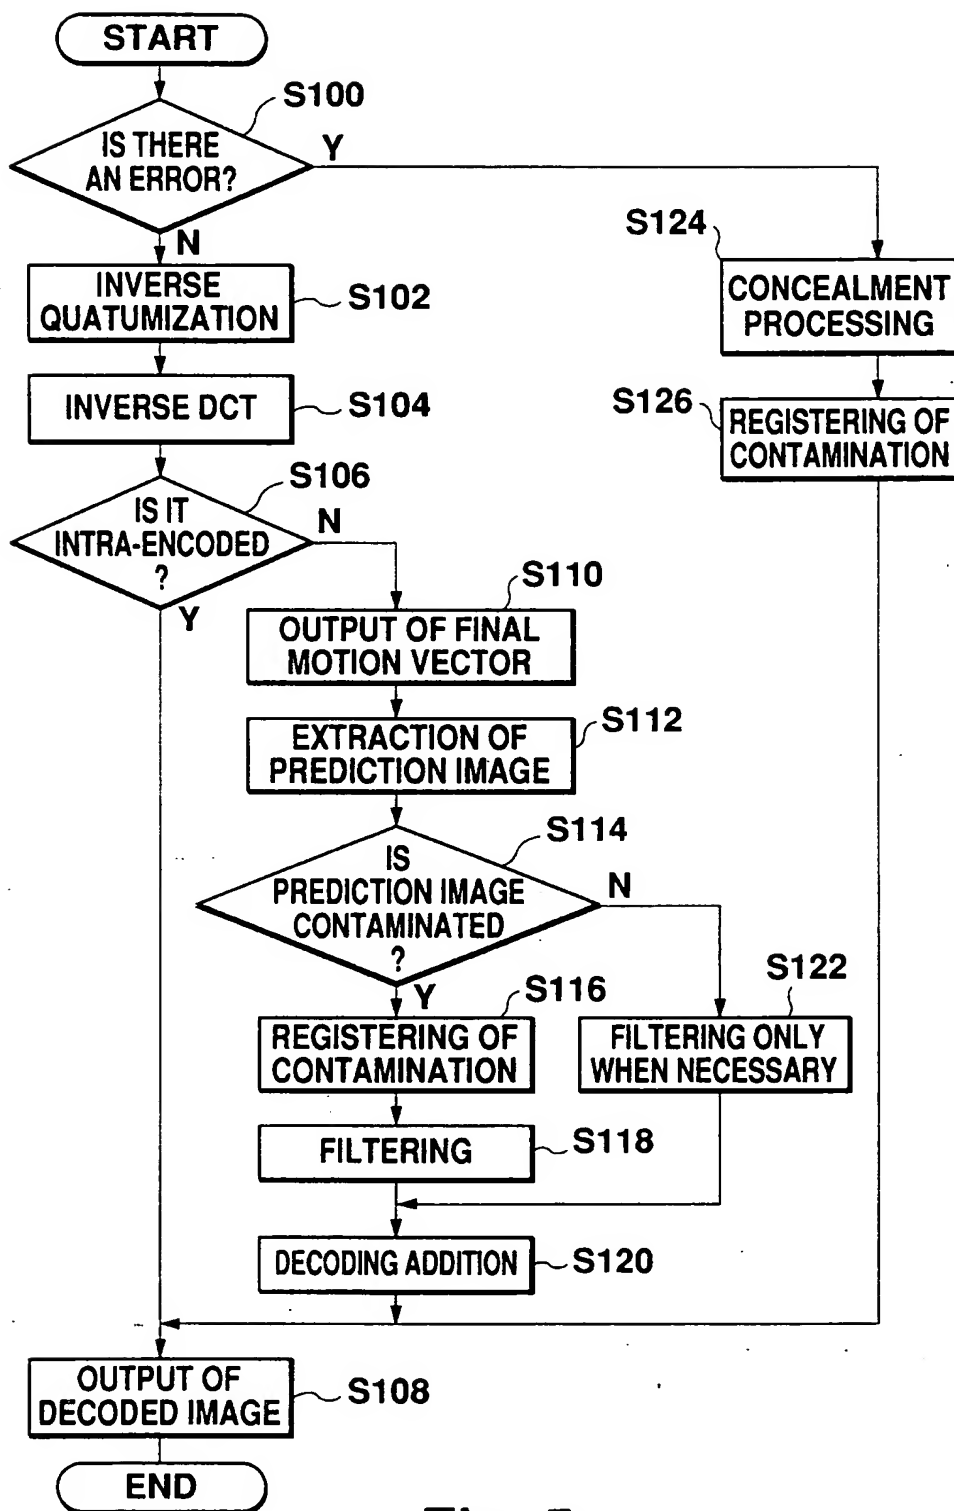 START
S100
IS THERE
AN ERROR?
Y
N
INVERSE
QUATUMIZATION
S102
S124
CONCEALMENT
PROCESSING
INVERSE DCT
S104
S126
REGISTERING OF
CONTAMINATION
S106
IS IT
INTRA-ENCODED
?
N
Y
S110
OUTPUT OF FINAL
MOTION VECTOR
S112
EXTRACTION OF
PREDICTION IMAGE
S114
IS
PREDICTION IMAGE
CONTAMINATED
?
N
Y
S116
REGISTERING OF
CONTAMINATION
S122
FILTERING ONLY
WHEN NECESSARY
FILTERING
S118
DECODING ADDITION
S120
OUTPUT OF
DECODED IMAGE
S108
END